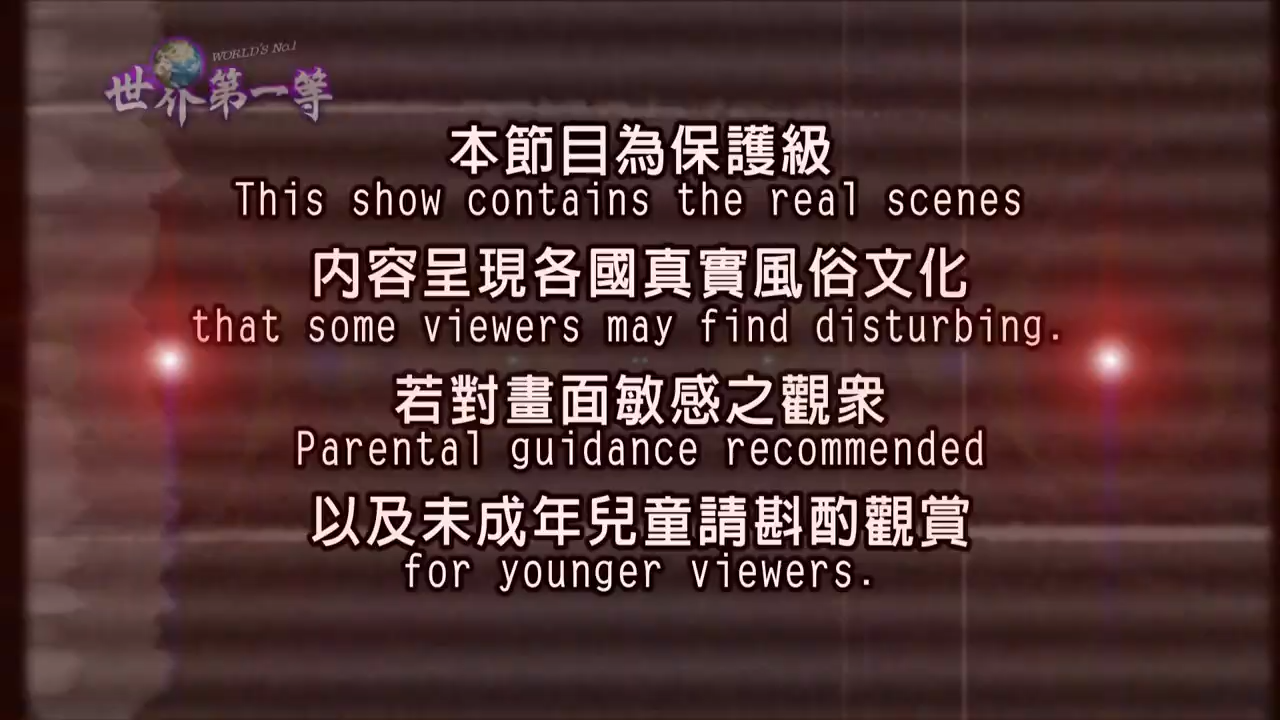 WORLD'S No.1
世界第一等
本節目為保護級
This show contains the real scenes
内容呈現各國真實風俗文化
that some viewers may find disturbing.
若對畫面敏感之觀眾
Parental guidance recommended
以及未成年兒童請斟酌觀賞
for younger viewers.